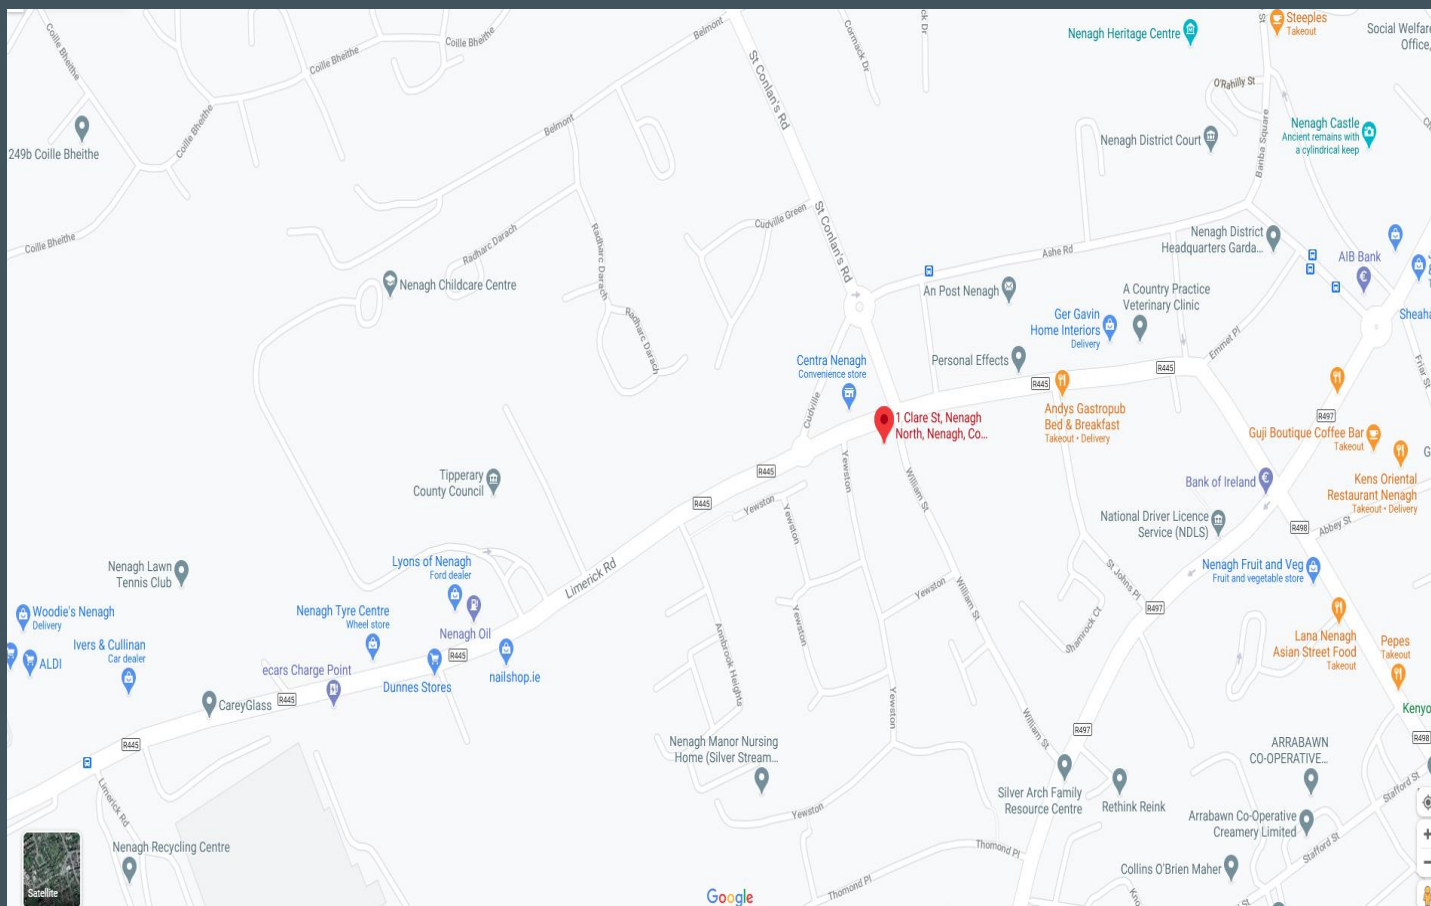 Belmont
Cormack Dr
ck Dr
Nenagh Heritage Centre
Steeples
Takeout
St
Social Welfare
Office,
Coille Bheithe
Coille Bheithe
Coille Bheithe
St Conlan's Rd
O'Rahilly St
Banba Square
Nenagh Castle
Ancient remains with
a cylindrical keep
Nenagh District Court
Belmont
Coille Bheithe
249b Coille Bheithe
Coille Bheithe
Radharc Darach
Radharc Darach
Cudville Green
St Conlan's Rd
Ashe Rd
Nenagh District
Headquarters Garda...
AIB Bank
Nenagh Childcare Centre
An Post Nenagh
A Country Practice
Veterinary Clinic
Radharc Darach
Ger Gavin
Home Interiors
Delivery
Sheaha
Emmet Pl
Centra Nenagh
Convenience store
Personal Effects
R445
R445
Friar St
Cudville
1 Clare St, Nenagh
North, Nenagh, Co...
Andys Gastropub
Bed & Breakfast
Takeout • Delivery
R497
Guji Boutique Coffee Bar
Takeout
Tipperary
County Council
R445
R445
Yewston
Yewston
Yewston
William St
Bank of Ireland
Kens Oriental
Restaurant Nenagh
Takeout • Delivery
National Driver Licence
Service (NDLS)
R498
Abbey St
Nenagh Lawn
Tennis Club
Lyons of Nenagh
Ford dealer
Limerick Rd
St Johns Pl
Nenagh Fruit and Veg
Fruit and vegetable store
Woodie's Nenagh
Delivery
Nenagh Tyre Centre
Wheel store
Nenagh Oil
Yewston
Yewston
William St
Shamrock Ct
R497
Lana Nenagh
Asian Street Food
Takeout
Pepes
Takeout
ALDI
Ivers & Cullinan
Car dealer
ecars Charge Point
R445
Dunnes Stores
nailshop.ie
Annbrook Heights
CareyGlass
R445
Yewston
William St
Kenyo
R445
Nenagh Manor Nursing
Home (Silver Stream...
R497
R498
ARRABAWN
CO-OPERATIVE...
Limerick Rd
Silver Arch Family
Resource Centre
Rethink Reink
Stafford St
Yewston
Arrabawn Co-Operative
Creamery Limited
Nenagh Recycling Centre
Thomond Pl
Stafford St
Collins O'Brien Maher
Thomond Pl
Satellite
Google